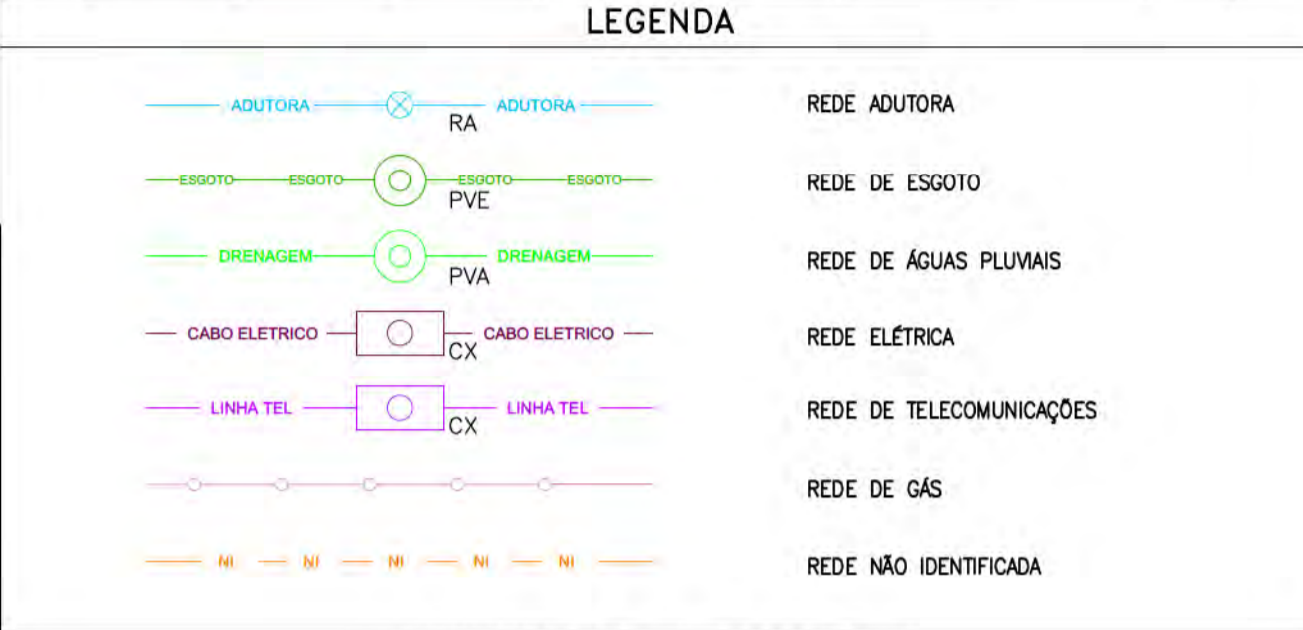 LEGENDA
ADUTORA ADUTORA REDE ADUTORA
RA
ESGOTO ESGOTO ESGOTO ESGOTO REDE DE ESGOTO
PVE
DRENAGEM DRENAGEM REDE DE ÁGUAS PLUVIAIS
PVA
CABO ELETRICO CABO ELETRICO REDE ELÉTRICA
CX
LINHA TEL LINHA TEL REDE DE TELECOMUNICAÇÕES
CX
REDE DE GÁS
NI NI NI NI NI REDE NÃO IDENTIFICADA